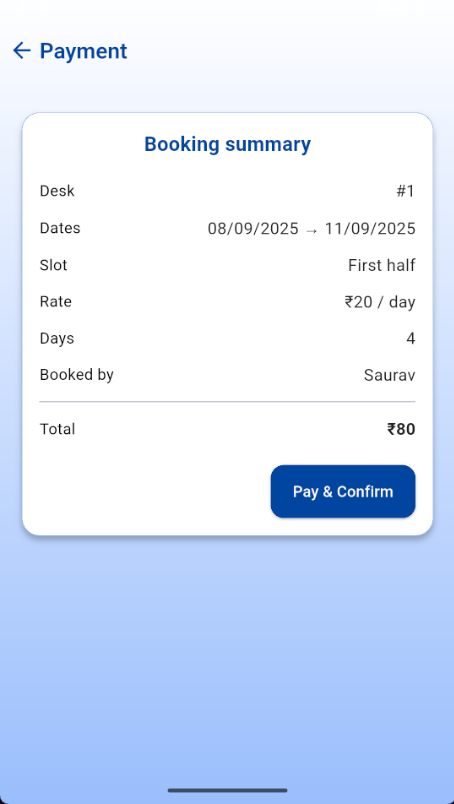 ← Payment
Booking summary
Desk #1
Dates 08/09/2025 → 11/09/2025
Slot First half
Rate ₹20 / day
Days 4
Booked by Saurav
Total ₹80
Pay & Confirm